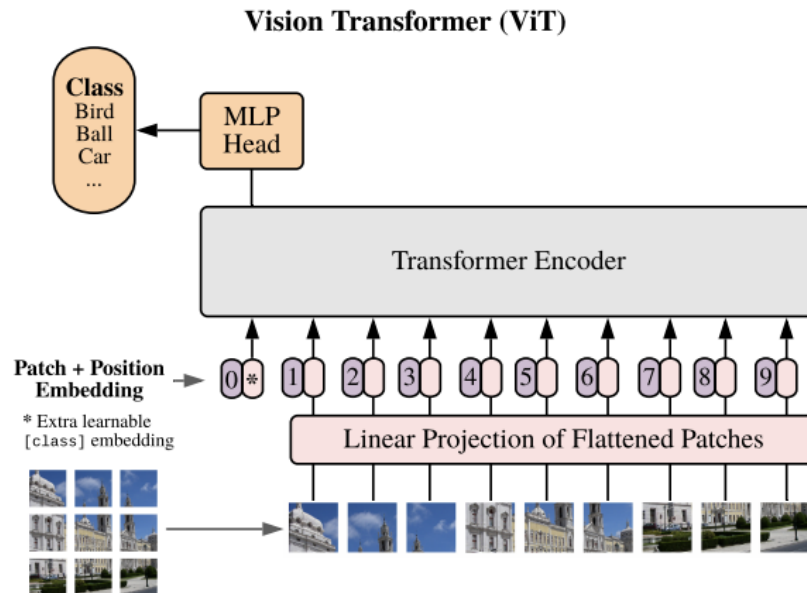 Vision Transformer (ViT)
Class
Bird
Ball
Car
...
MLP
Head
Transformer Encoder
Patch + Position
Embedding
0 * 1 2 3 4 5 6 7 8 9
* Extra learnable
[class] embedding
Linear Projection of Flattened Patches